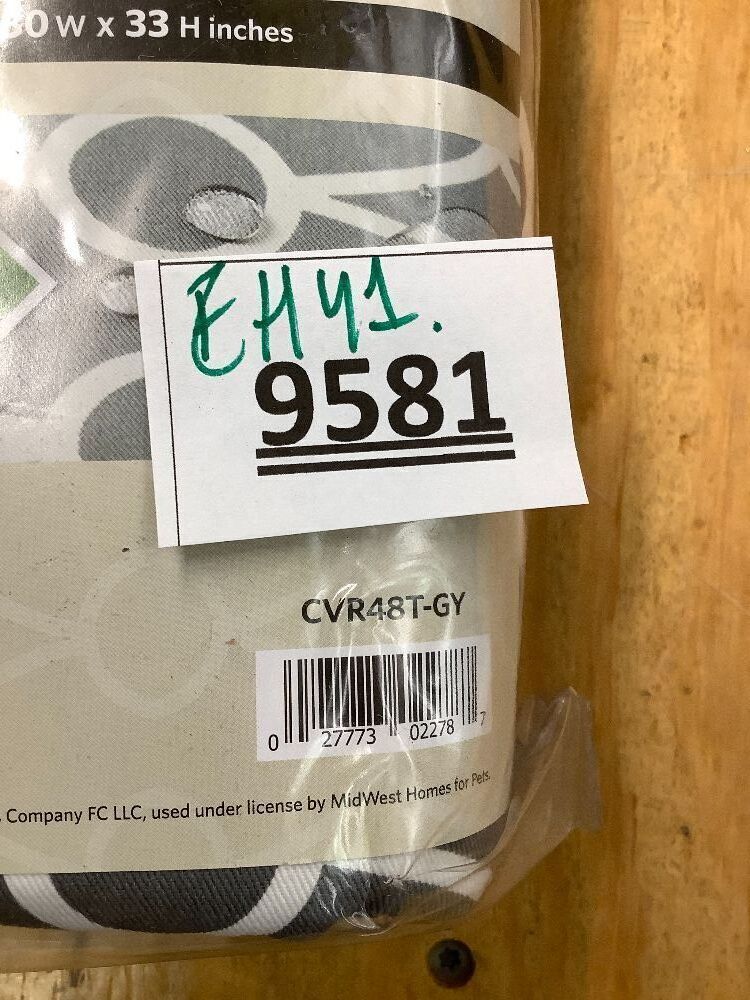 30 W x 33 H inches
EHY1.
9581
CVR48T-GY
0 27773 02278 7
Company FC LLC, used under license by MidWest Homes for Pets.